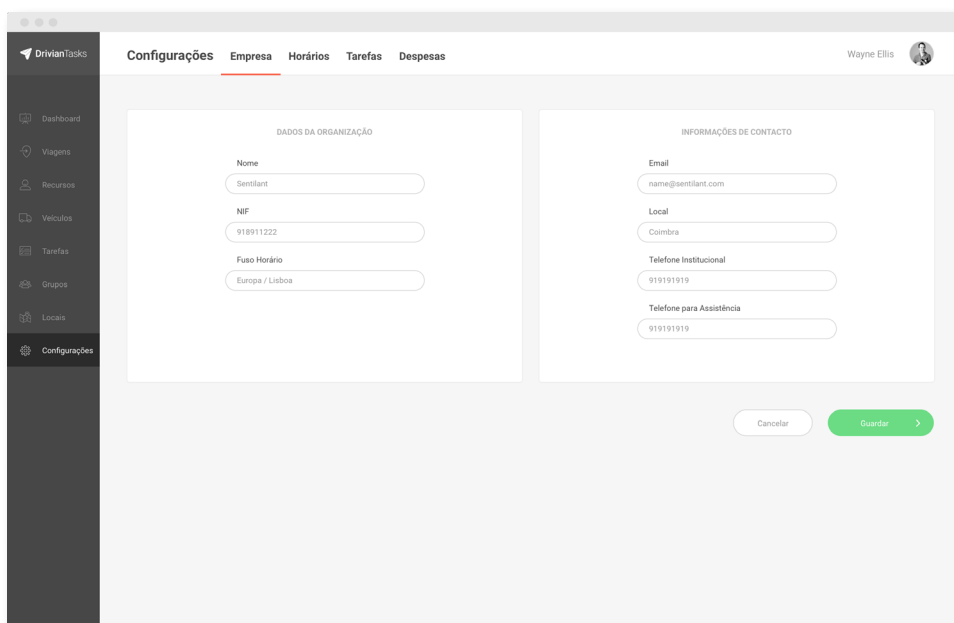 DrivianTasks
Configurações Empresa Horários Tarefas Despesas
Wayne Ellis
Dashboard
Viagens
Recursos
Veículos
Tarefas
Grupos
Locais
Configurações
DADOS DA ORGANIZAÇÃO
Nome
Sentilant
NIF
918911222
Fuso Horário
Europa / Lisboa
INFORMAÇÕES DE CONTACTO
Email
name@sentilant.com
Local
Coimbra
Telefone Institucional
919191919
Telefone para Assistência
919191919
Cancelar
Guardar